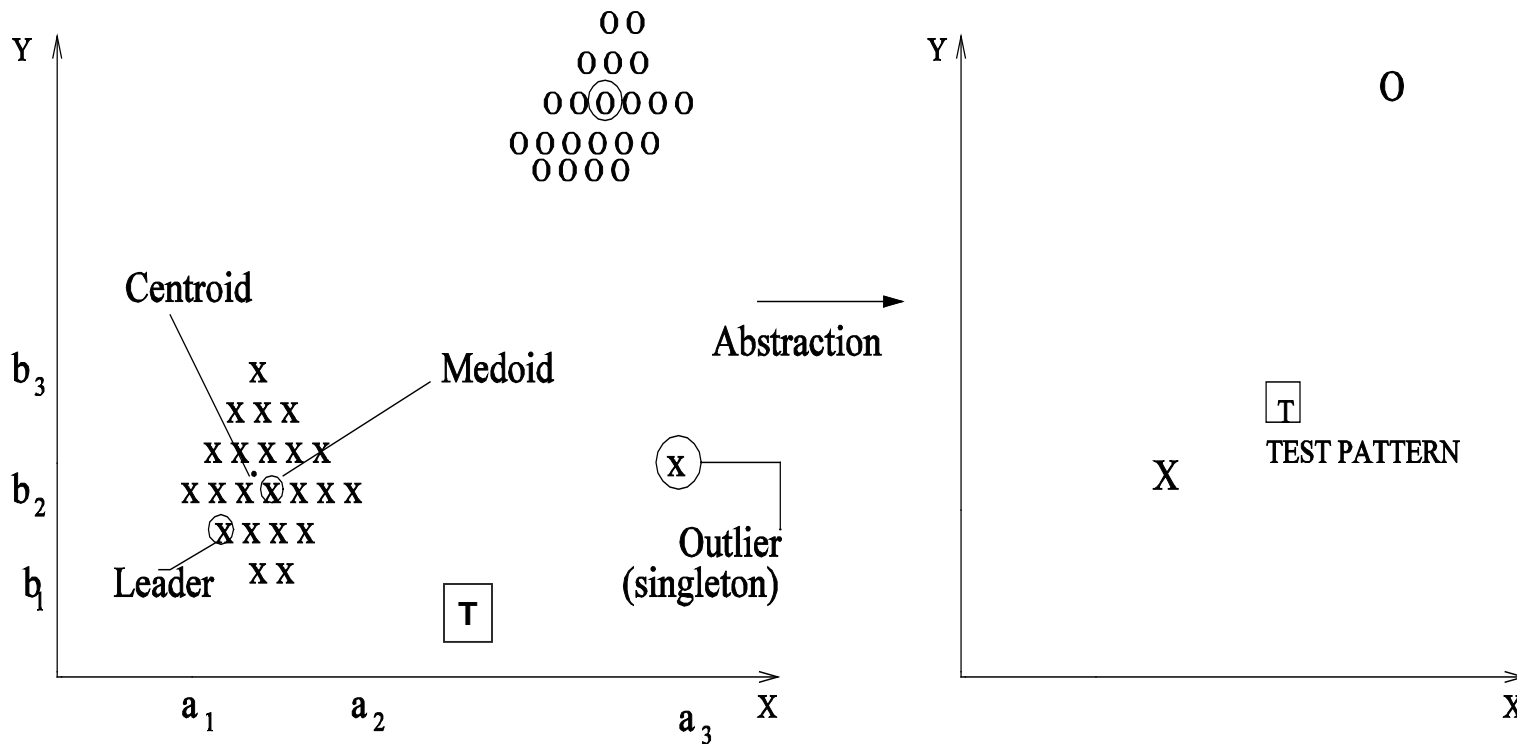 Y
O O
O O O
O O O O O O
O O O O O O
O O O O
Centroid
Medoid
b3
x
x x x
x x x x x
b2
x x x x x x x
x x x x
Leader
x x
b1
T
x
Outlier
(singleton)
a1
a2
a3
X
Abstraction
Y
O
T
TEST PATTERN
X
X